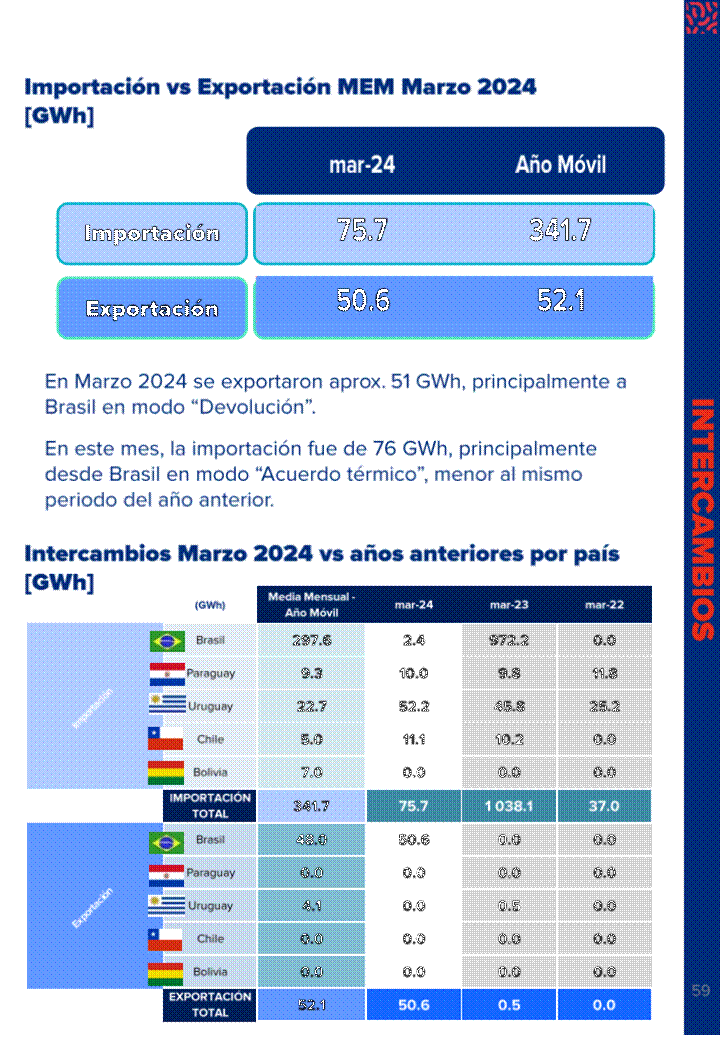 Importación vs Exportación MEM Marzo 2024
[GWh]
mar-24 Año Móvil
Importación 75.7 341.7
Exportación 50.6 52.1
En Marzo 2024 se exportaron aprox. 51 GWh, principalmente a
Brasil en modo “Devolución”.
En este mes, la importación fue de 76 GWh, principalmente
desde Brasil en modo “Acuerdo térmico”, menor al mismo
periodo del año anterior.
INTERCAMBIOS
Intercambios Marzo 2024 vs años anteriores por país
[GWh]
(GWh) Media Mensual - Año Móvil mar-24 mar-23 mar-22
Importación
Brasil 297.6 2.4 972.2 0.0
Paraguay 9.3 10.0 9.8 11.8
Uruguay 22.7 52.2 45.8 25.2
Chile 5.0 11.1 10.2 0.0
Bolivia 7.0 0.0 0.0 0.0
IMPORTACIÓN TOTAL 341.7 75.7 1 038.1 37.0
Exportación
Brasil 48.0 50.6 0.0 0.0
Paraguay 0.0 0.0 0.0 0.0
Uruguay 4.1 0.0 0.5 0.0
Chile 0.0 0.0 0.0 0.0
Bolivia 0.0 0.0 0.0 0.0
EXPORTACIÓN TOTAL 52.1 50.6 0.5 0.0
59